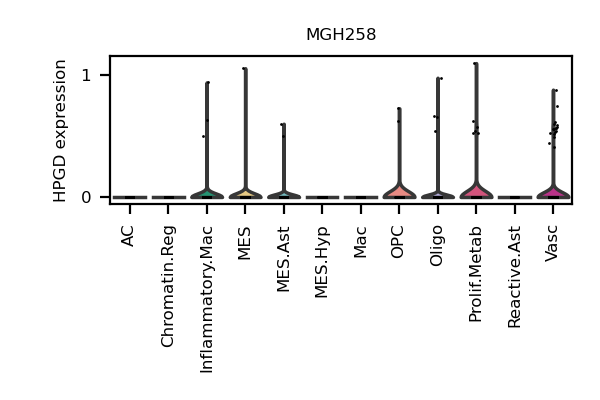 MGH258
HPGD expression
1
0
AC
Chromatin.Reg
Inflammatory.Mac
MES
MES.Ast
MES.Hyp
Mac
OPC
Oligo
Prolif.Metab
Reactive.Ast
Vasc